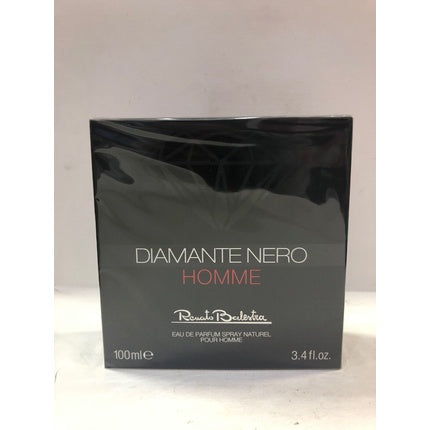 DIAMANTE NERO
HOMME
Renato Balestra
EAU DE PARFUM SPRAY NATUREL
POUR HOMME
100ml℮ 3.4 fl.oz.